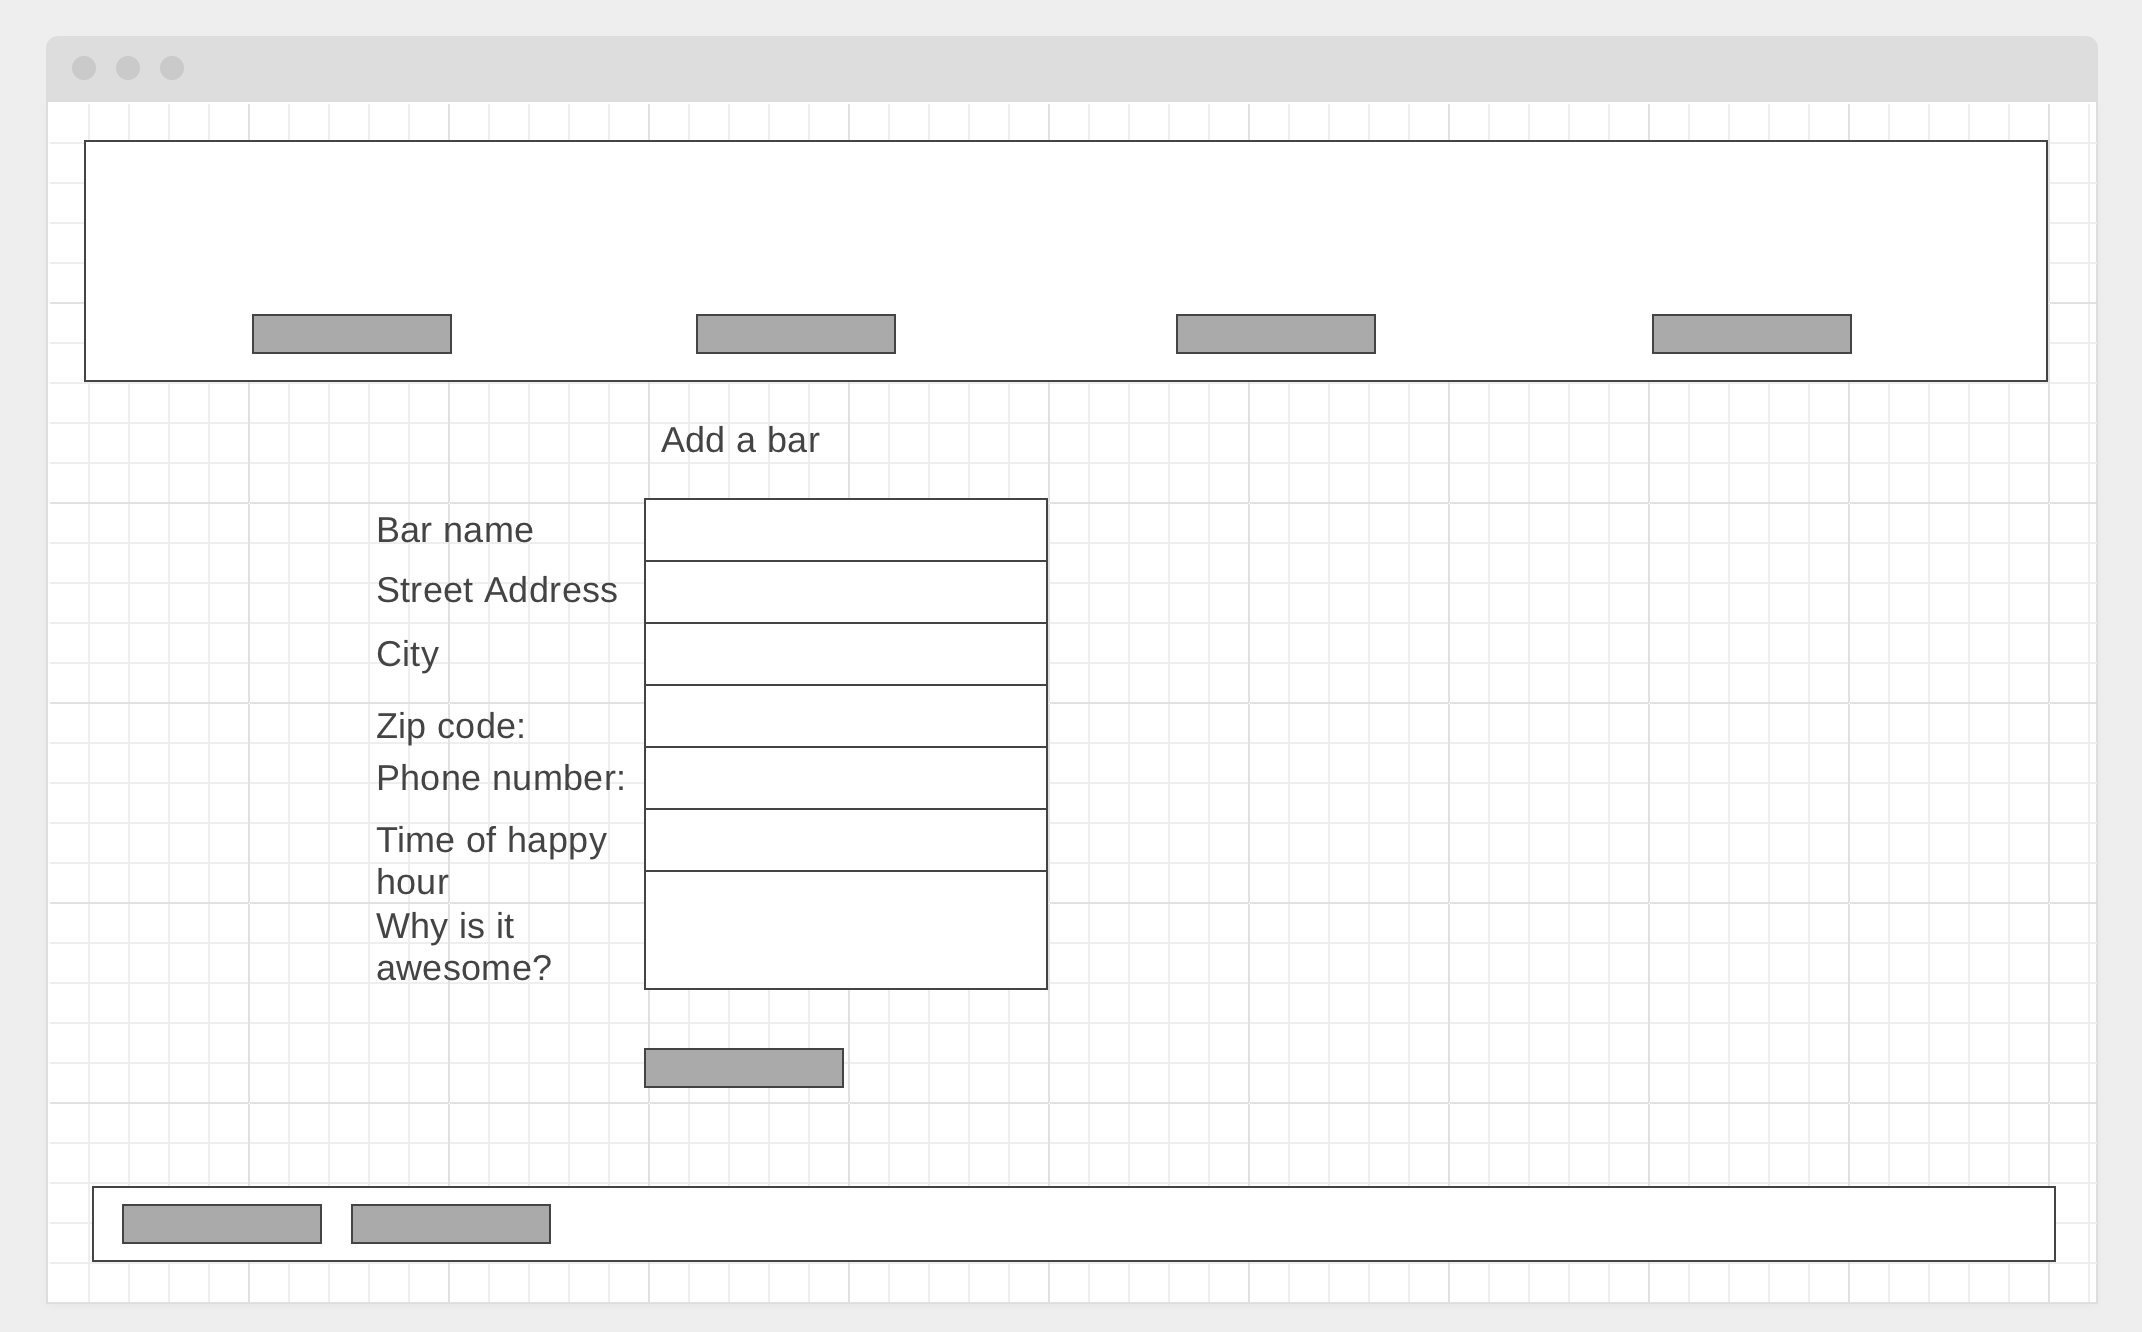 Add a bar
Bar name
Street Address
City
Zip code:
Phone number:
Time of happy
hour
Why is it
awesome?